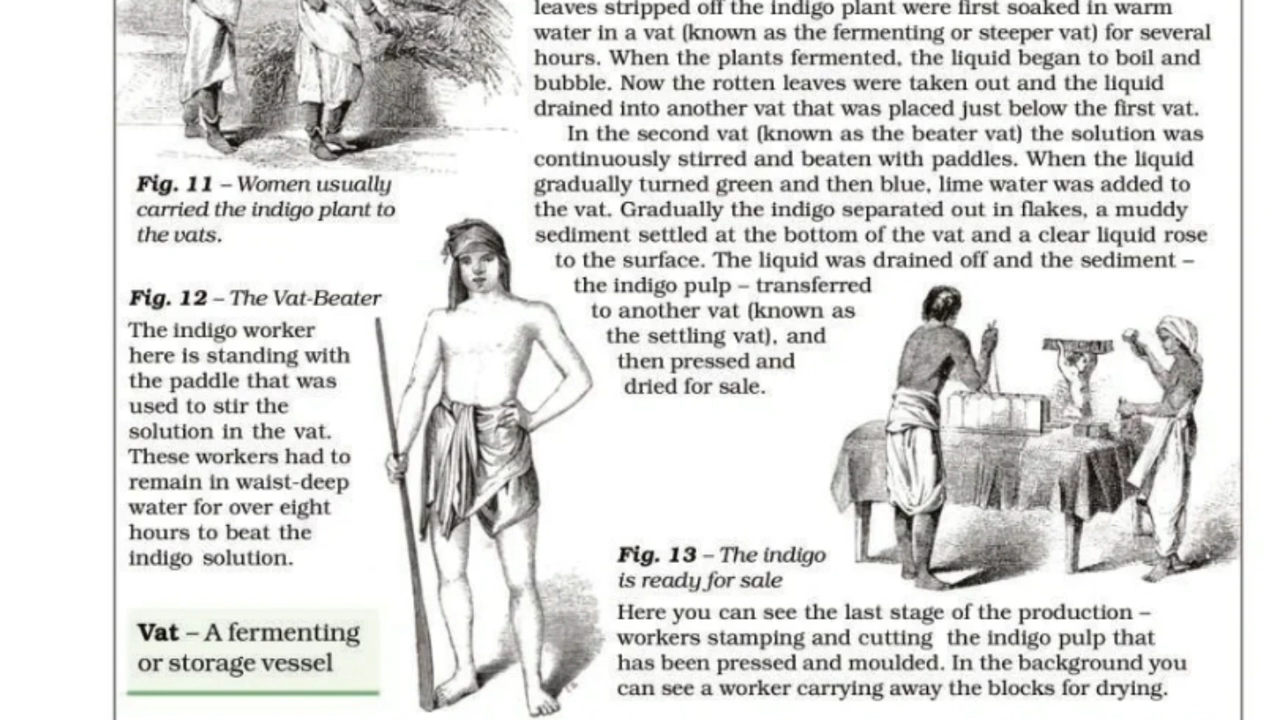 leaves stripped off the indigo plant were first soaked in warm
water in a vat (known as the fermenting or steeper vat) for several
hours. When the plants fermented, the liquid began to boil and
bubble. Now the rotten leaves were taken out and the liquid
drained into another vat that was placed just below the first vat.
In the second vat (known as the beater vat) the solution was
continuously stirred and beaten with paddles. When the liquid
gradually turned green and then blue, lime water was added to
the vat. Gradually the indigo separated out in flakes, a muddy
sediment settled at the bottom of the vat and a clear liquid rose
to the surface. The liquid was drained off and the sediment –
the indigo pulp – transferred
to another vat (known as
the settling vat), and
then pressed and
dried for sale.
Fig. 11 – Women usually
carried the indigo plant to
the vats.
Fig. 12 – The Vat-Beater
The indigo worker
here is standing with
the paddle that was
used to stir the
solution in the vat.
These workers had to
remain in waist-deep
water for over eight
hours to beat the
indigo solution.
Vat – A fermenting
or storage vessel
Fig. 13 – The indigo
is ready for sale
Here you can see the last stage of the production –
workers stamping and cutting the indigo pulp that
has been pressed and moulded. In the background you
can see a worker carrying away the blocks for drying.